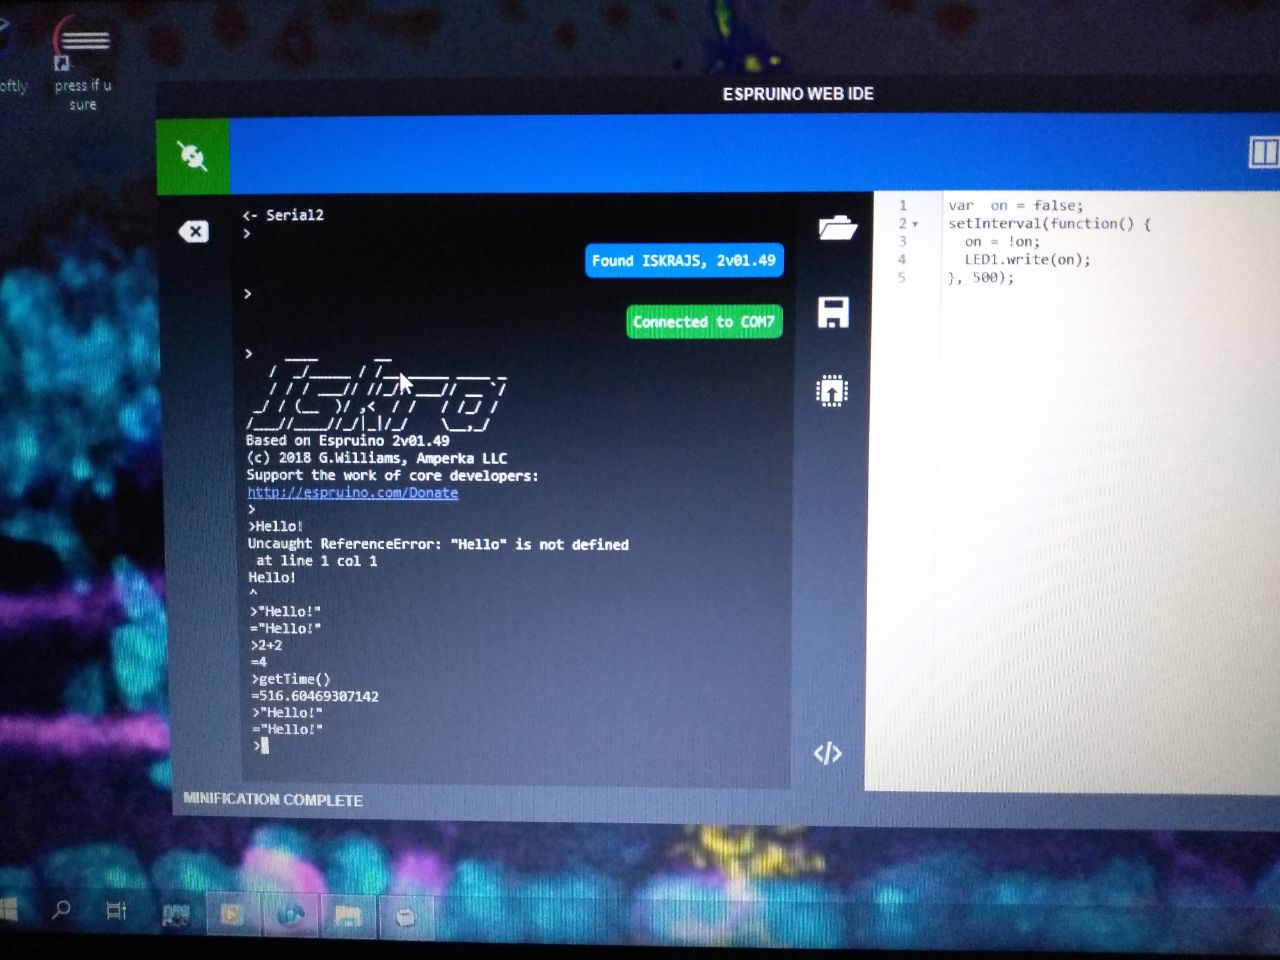 oftly
press if u
sure
ESPRUINO WEB IDE
<- Serial2
>
Found ISKRAJS, 2v01.49
>
Connected to COM7
>
Iskra
Based on Espruino 2v01.49
(c) 2018 G.Williams, Amperka LLC
Support the work of core developers:
http://espruino.com/Donate
>
>Hello!
Uncaught ReferenceError: "Hello" is not defined
at line 1 col 1
Hello!
^
>"Hello!"
="Hello!"
>2+2
=4
>getTime()
=516.60469307142
>"Hello!"
="Hello!"
>
MINIFICATION COMPLETE
1 var on = false;
2 setInterval(function() {
3 on = !on;
4 LED1.write(on);
5 }, 500);